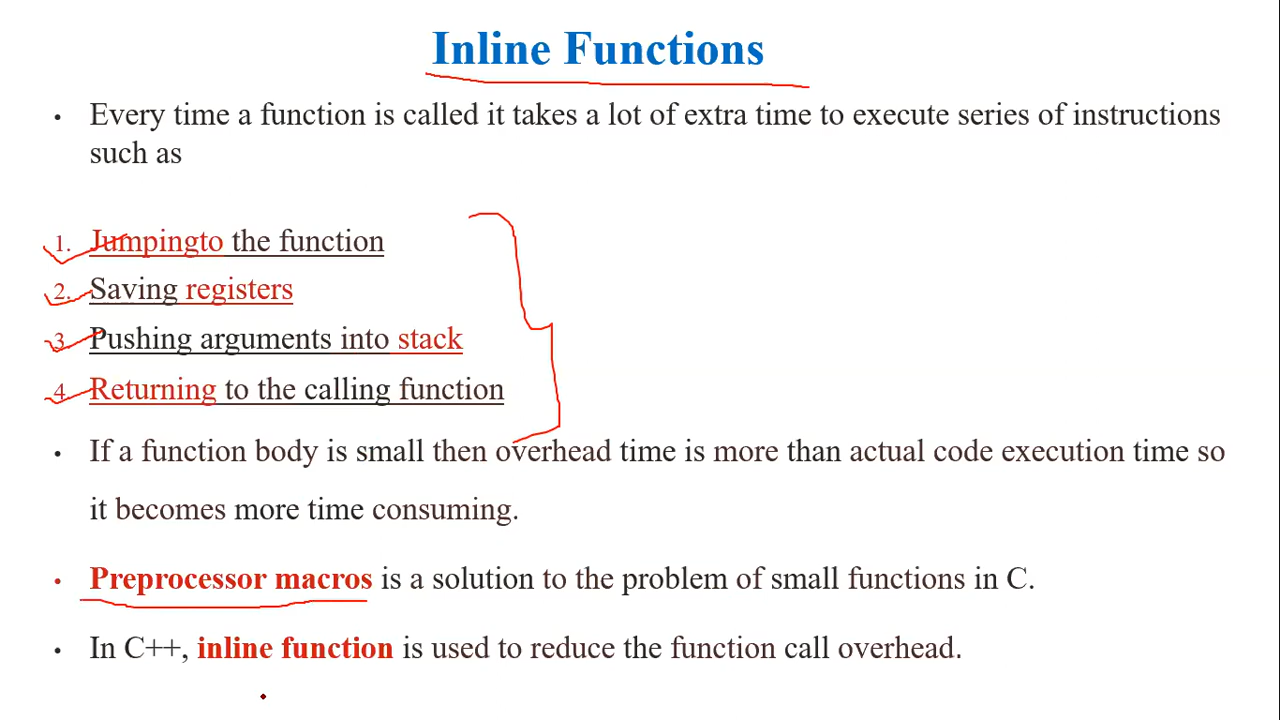 Inline Functions
• Every time a function is called it takes a lot of extra time to execute series of instructions
such as
1. Jumpingto the function
2. Saving registers
3. Pushing arguments into stack
4. Returning to the calling function
• If a function body is small then overhead time is more than actual code execution time so
it becomes more time consuming.
• Preprocessor macros is a solution to the problem of small functions in C.
• In C++, inline function is used to reduce the function call overhead.